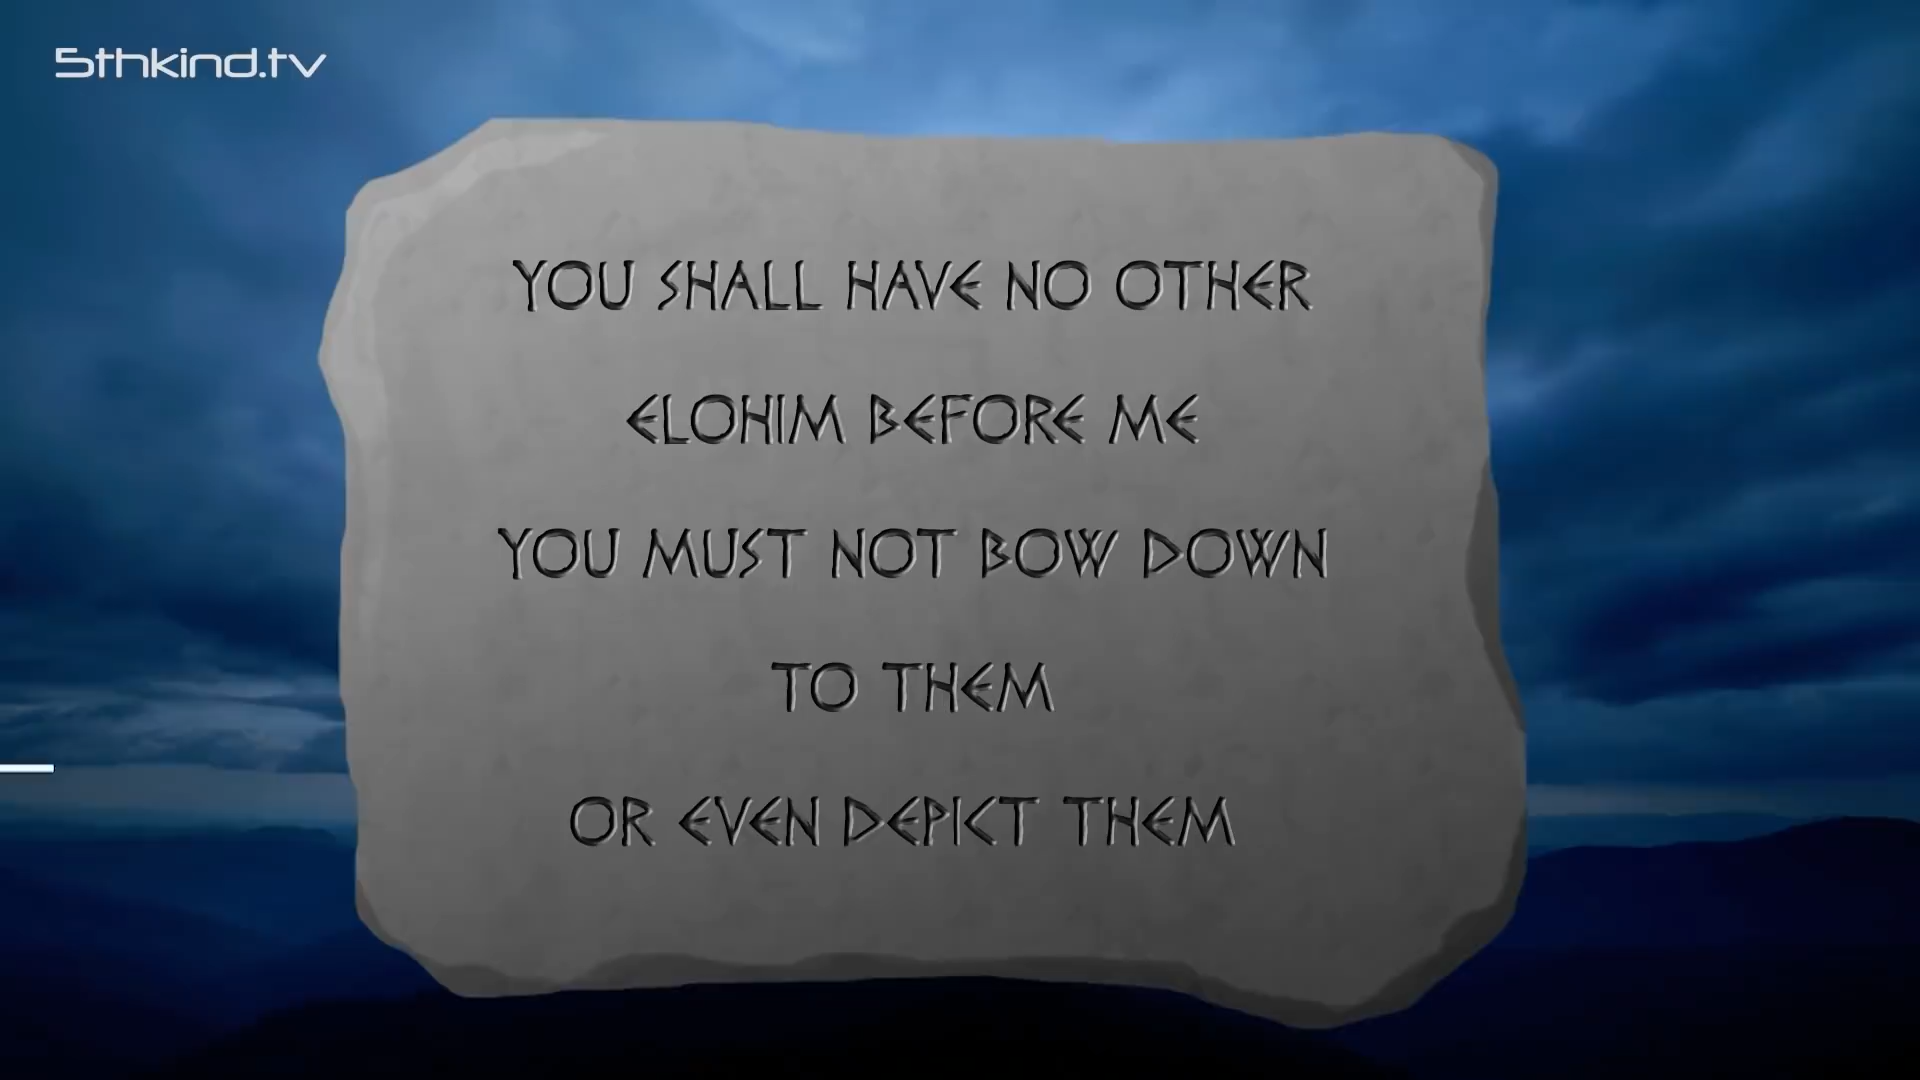 5thkind.tv
YOU SHALL HAVE NO OTHER
ELOHIM BEFORE ME
YOU MUST NOT BOW DOWN
TO THEM
OR EVEN DEPICT THEM